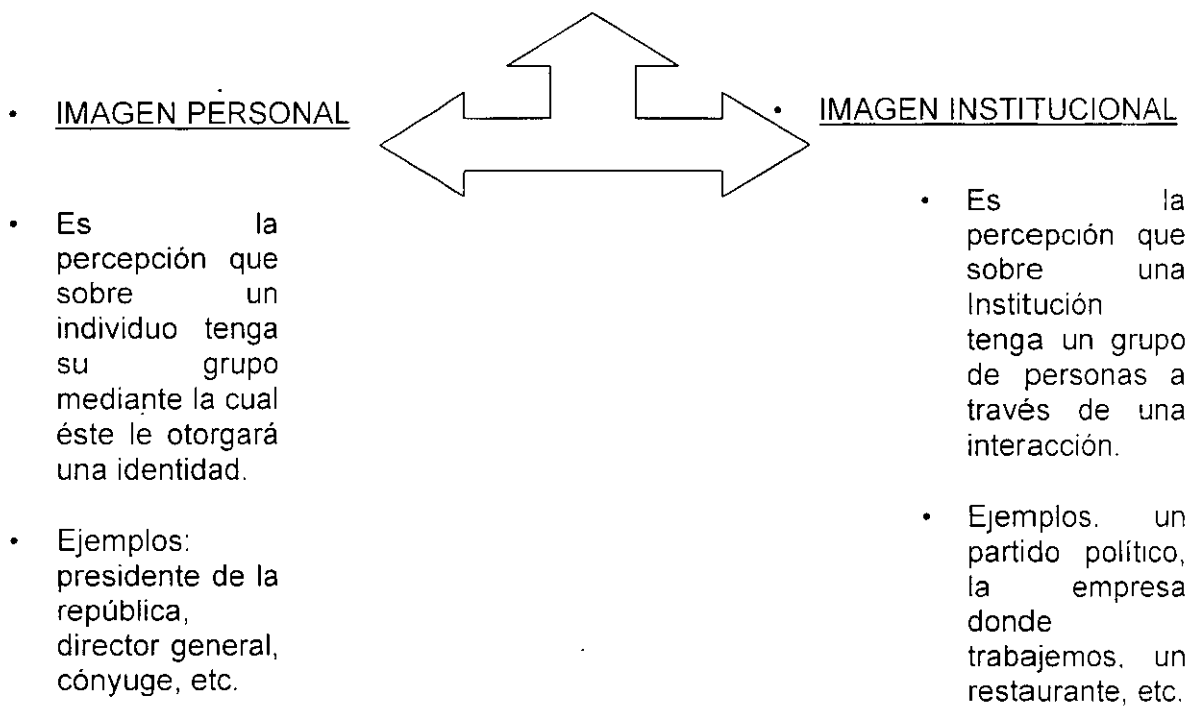 • IMAGEN PERSONAL
• Es la
percepción que
sobre un
individuo tenga
su grupo
mediante la cual
éste le otorgará
una identidad.
• Ejemplos:
presidente de la
república,
director general,
cónyuge, etc.
• IMAGEN INSTITUCIONAL
• Es la
percepción que
sobre una
Institución
tenga un grupo
de personas a
través de una
interacción.
• Ejemplos. un
partido político,
la empresa
donde
trabajemos, un
restaurante, etc.